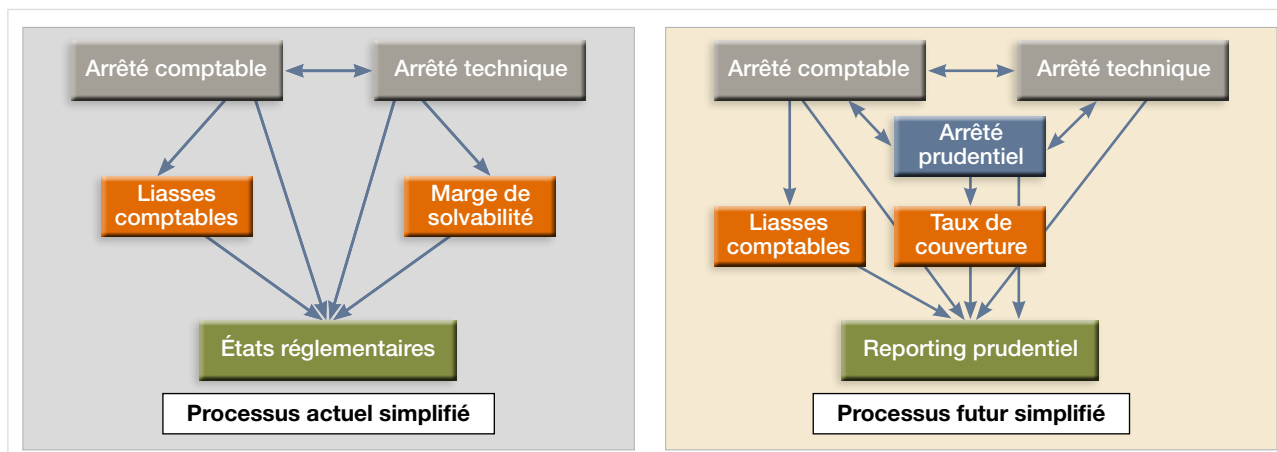 Arrêté comptable
Arrêté technique
Liasses
comptables
Marge de
solvabilité
États réglementaires
Processus actuel simplifié
Arrêté comptable
Arrêté technique
Arrêté
prudentiel
Liasses
comptables
Taux de
couverture
Reporting prudentiel
Processus futur simplifié